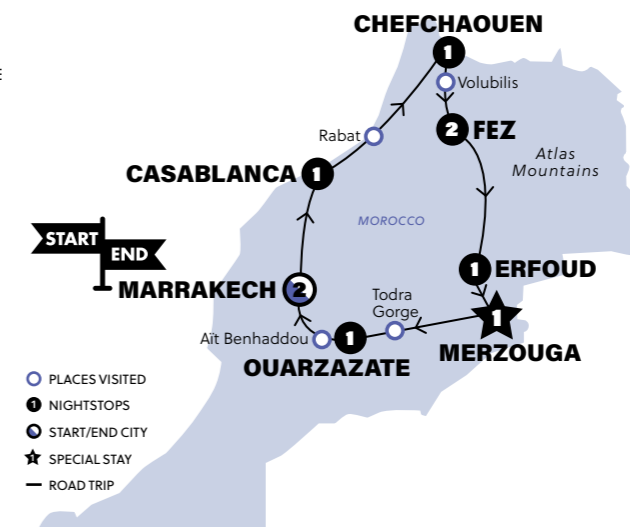 CHEFCHAOUEN
1
E
Volubilis
2 FEZ
Rabat
Atlas
Mountains
CASABLANCA 1
MOROCCO
START
END
1 ERFOUD
MARRAKECH 2
Todra
Gorge
1
MERZOUGA
Aït Benhaddou
1
OUARZAZATE
PLACES VISITED
1 NIGHTSTOPS
START/END CITY
1 SPECIAL STAY
ROAD TRIP